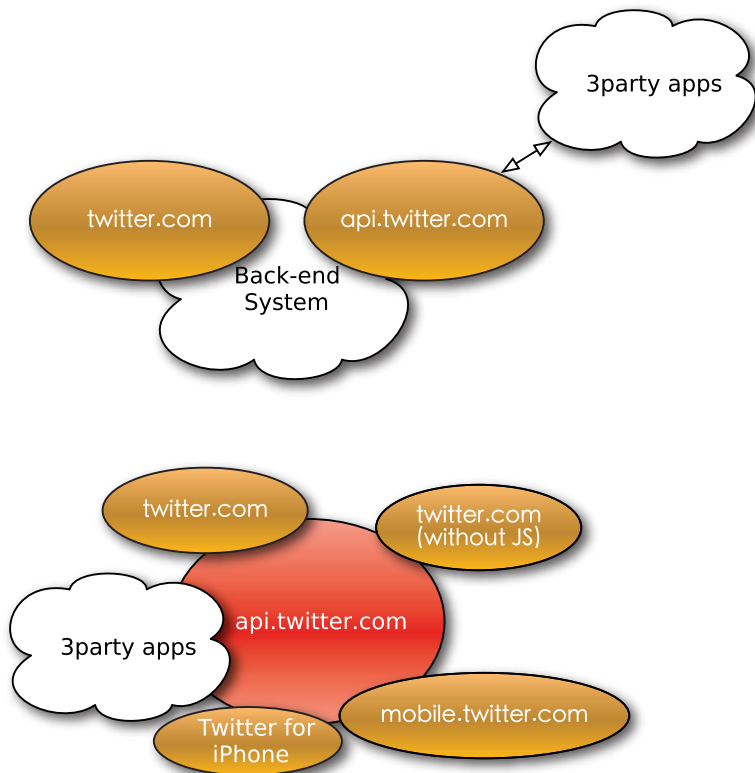 3party apps
twitter.com
api.twitter.com
Back-end
System
twitter.com
twitter.com
(without JS)
api.twitter.com
3party apps
mobile.twitter.com
Twitter for
iPhone